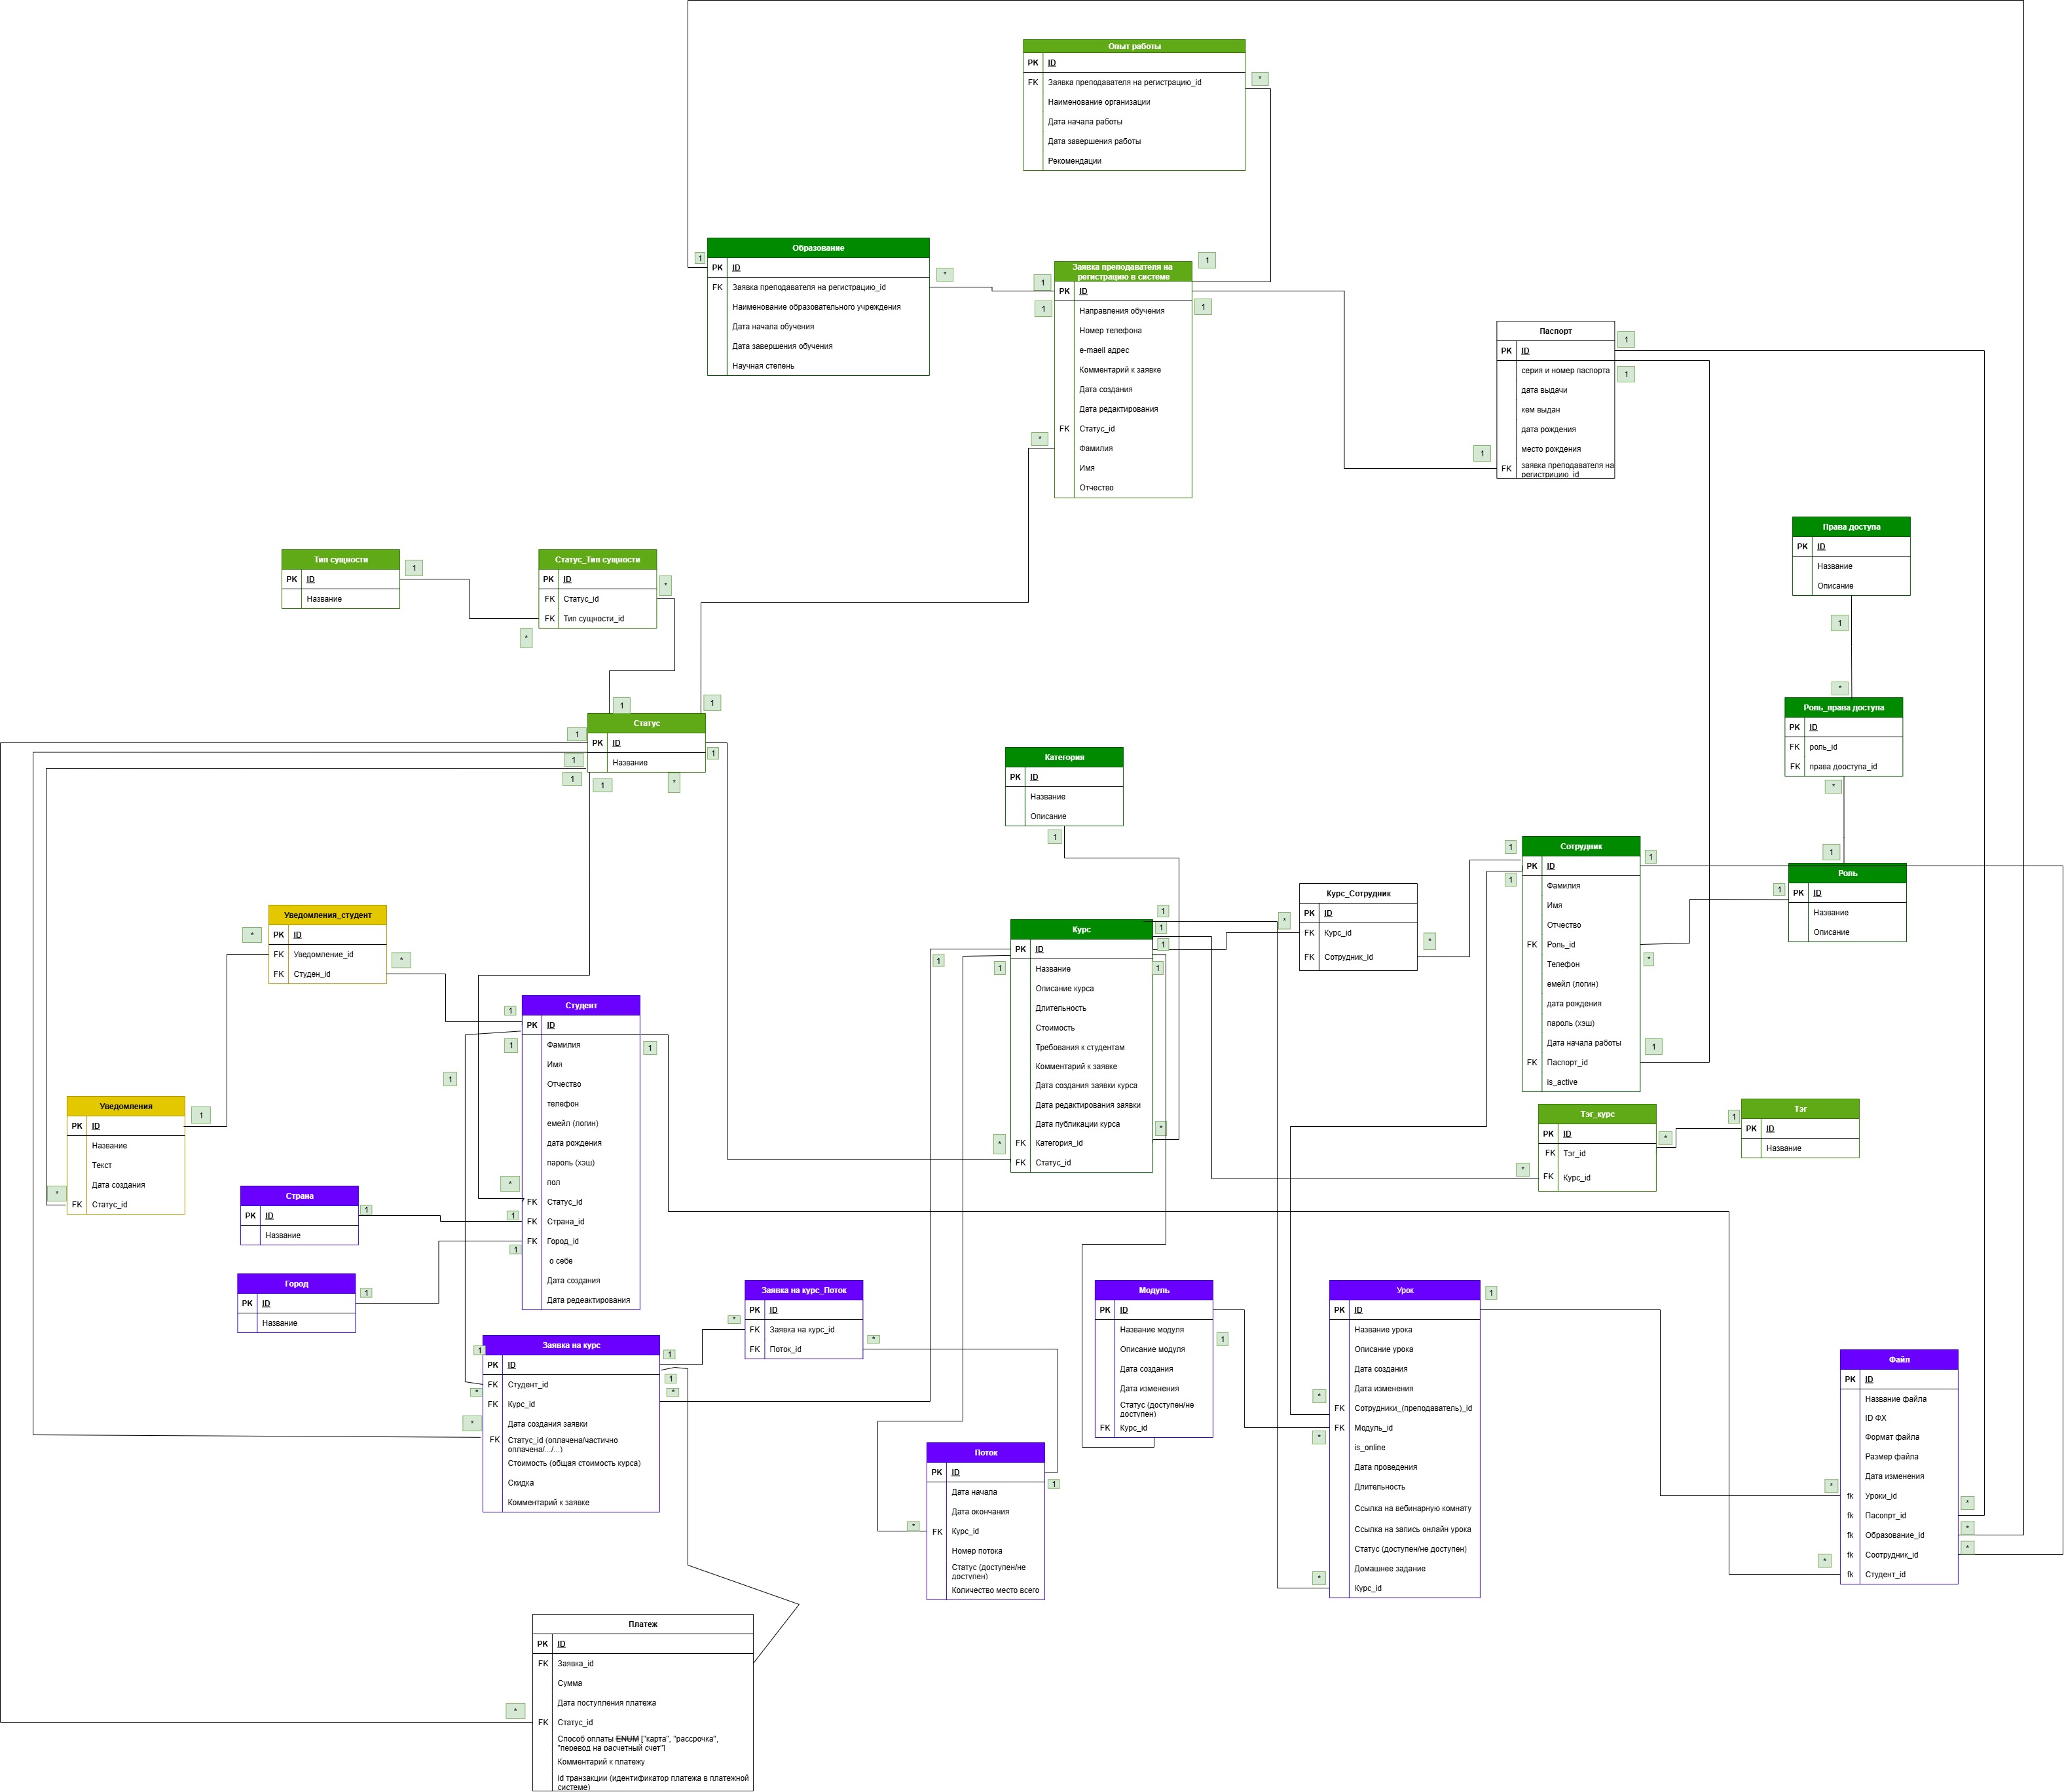 Опыт работы
PK ID
FK Заявка преподавателя на регистрацию_id
Наименование организации
Дата начала работы
Дата завершения работы
Рекомендации
*
Образование
PK ID
FK Заявка преподавателя на регистрацию_id
Наименование образовательного учреждения
Дата начала обучения
Дата завершения обучения
Научная степень
1
*
Заявка преподавателя на
регистрацию в системе
PK ID
Направления обучения
Номер телефона
e-maeil адрес
Комментарий к заявке
Дата создания
Дата редактирования
FK Статус_id
Фамилия
Имя
Отчество
1
1
1
1
*
Паспорт
PK ID
серия и номер паспорта
дата выдачи
кем выдан
дата рождения
место рождения
FK заявка преподавателя на
регистрицию_id
1
1
1
Права доступа
PK ID
Название
Описание
1
*
Тип сущности
PK ID
Название
1
Статус_Тип сущности
PK ID
FK Статус_id
FK Тип сущности_id
*
*
Роль_права доступа
PK ID
FK роль_id
FK права дооступа_id
*
1
Статус
PK ID
Название
1
1
1
1
1
1
1
*
Категория
PK ID
Название
Описание
1
Сотрудник
PK ID
Фамилия
Имя
Отчество
FK Роль_id
Телефон
емейл (логин)
дата рождения
пароль (хэш)
Дата начала работы
FK Паспорт_id
is_active
1
1
1
*
1
Роль
PK ID
Название
Описание
1
Курс_Сотрудник
PK ID
FK Курс_id
FK Сотрудник_id
*
*
Уведомления_студент
PK ID
FK Уведомление_id
FK Студен_id
*
*
Курс
PK ID
Название
Описание курса
Длительность
Стоимость
Требования к студентам
Комментарий к заявке
Дата создания заявки курса
Дата редактирования заявки
Дата публикации курса
FK Категория_id
FK Статус_id
1
1
1
1
1
1
*
*
Студент
PK ID
Фамилия
Имя
Отчество
телефон
емейл (логин)
дата рождения
пароль (хэш)
пол
FK Статус_id
FK Страна_id
FK Город_id
о себе
Дата создания
Дата редеактирования
1
1
1
1
*
1
1
Уведомления
PK ID
Название
Текст
Дата создания
FK Статус_id
1
*
Тэг_курс
PK ID
FK Тэг_id
FK Курс_id
*
*
Тэг
PK ID
Название
1
Страна
PK ID
Название
1
Город
PK ID
Название
1
Заявка на курс_Поток
PK ID
FK Заявка на курс_id
FK Поток_id
*
*
Модуль
PK ID
Название модуля
Описание модуля
Дата создания
Дата изменения
Статус (доступен/не
доступен)
FK Курс_id
1
Урок
PK ID
Название урока
Описание урока
Дата создания
Дата изменения
FK Сотрудники_(преподаватель)_id
FK Модуль_id
is_online
Дата проведения
Длительность
Ссылка на вебинарную комнату
Ссылка на запись онлайн урока
Статус (доступен/не доступен)
Домашнее задание
Курс_id
1
*
*
*
Заявка на курс
PK ID
FK Студент_id
FK Курс_id
Дата создания заявки
FK Статус_id (оплачена/частично
оплачена/.../...)
Стоимость (общая стоимость курса)
Скидка
Комментарий к заявке
1
1
1
*
*
*
Файл
PK ID
Название файла
ID ФХ
Формат файла
Размер файла
Дата изменения
fk Уроки_id
fk Пасопрт_id
fk Образование_id
fk Соотрудник_id
fk Студент_id
*
*
*
*
*
Поток
PK ID
Дата начала
Дата окончания
FK Курс_id
Номер потока
Статус (доступен/не
доступен)
Количество место всего
1
*
Платеж
PK ID
FK Заявка_id
Сумма
Дата поступления платежа
FK Статус_id
Способ оплаты ENUM ["карта", "рассрочка",
"перевод на расчетный счет"]
Комментарий к платежу
id транзакции (идентификатор платежа в платежной
системе)
*